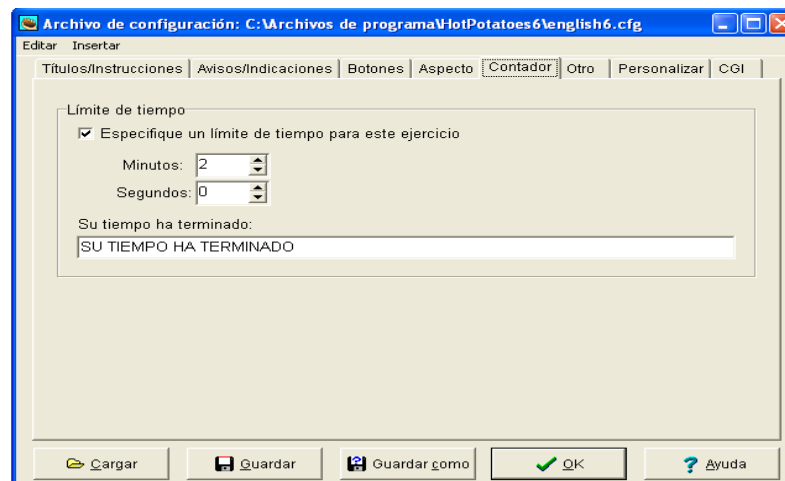 Archivo de configuración: C:\Archivos de programa\HotPotatoes6\english6.cfg
Editar Insertar
Títulos/Instrucciones Avisos/Indicaciones Botones Aspecto Contador Otro Personalizar CGI
Límite de tiempo
Especifique un límite de tiempo para este ejercicio
Minutos: 2
Segundos: 0
Su tiempo ha terminado:
SU TIEMPO HA TERMINADO
Cargar Guardar Guardar como OK Ayuda